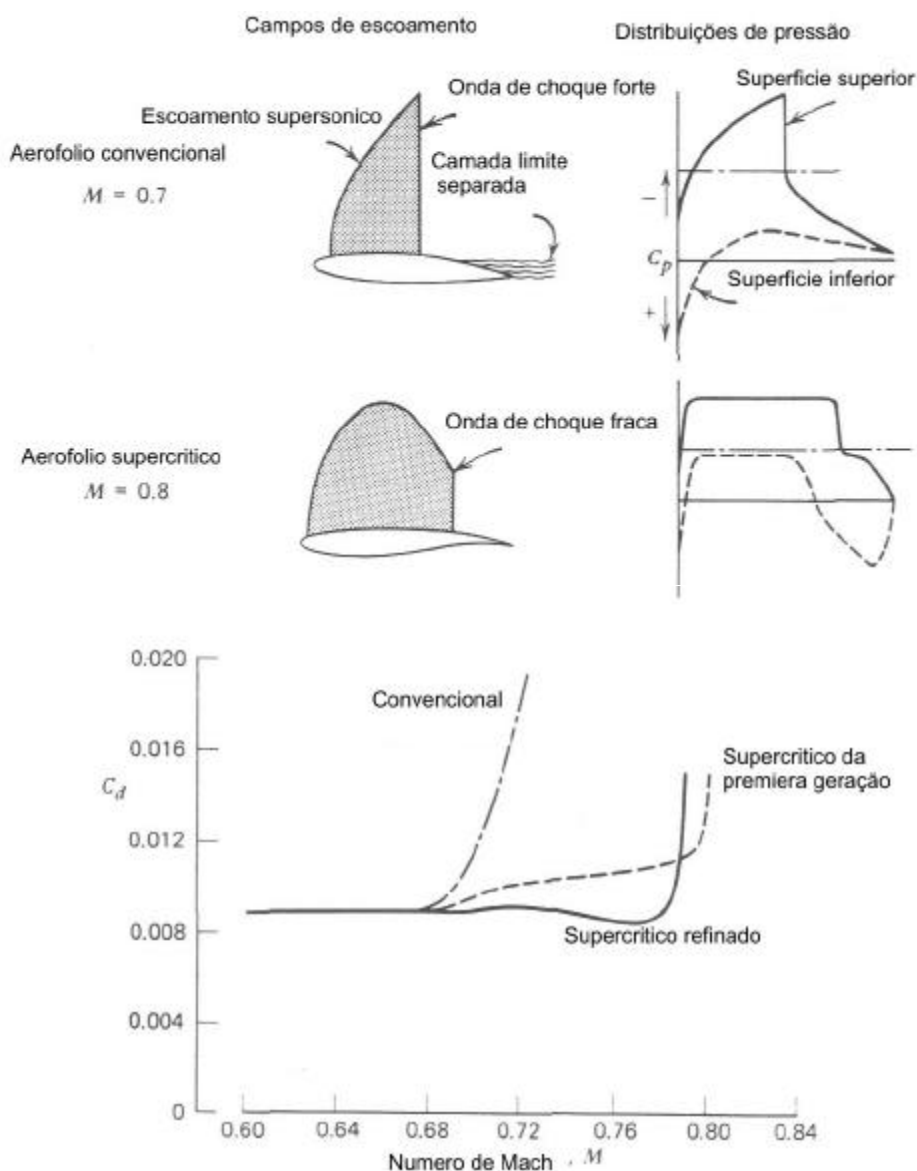 Campos de escoamento
Distribuições de pressão
Superficie superior
Onda de choque forte
Escoamento supersonico
Aerofolio convencional
M = 0.7
Camada limite
separada
−
C_p
+
Superficie inferior
Aerofolio supercritico
M = 0.8
Onda de choque fraca
0.020
0.016
C_d
0.012
0.008
0.004
0
Convencional
Supercritico da
premiera geração
Supercritico refinado
0.60 0.64 0.68 0.72 0.76 0.80 0.84
Numero de Mach , M